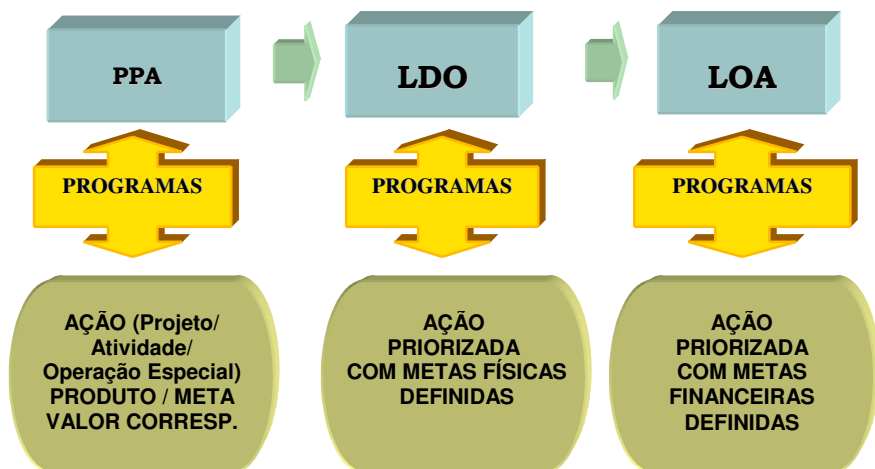 PPA
LDO
LOA
PROGRAMAS
PROGRAMAS
PROGRAMAS
AÇÃO (Projeto/
Atividade/
Operação Especial)
PRODUTO / META
VALOR CORRESP.
AÇÃO
PRIORIZADA
COM METAS FÍSICAS
DEFINIDAS
AÇÃO
PRIORIZADA
COM METAS
FINANCEIRAS
DEFINIDAS